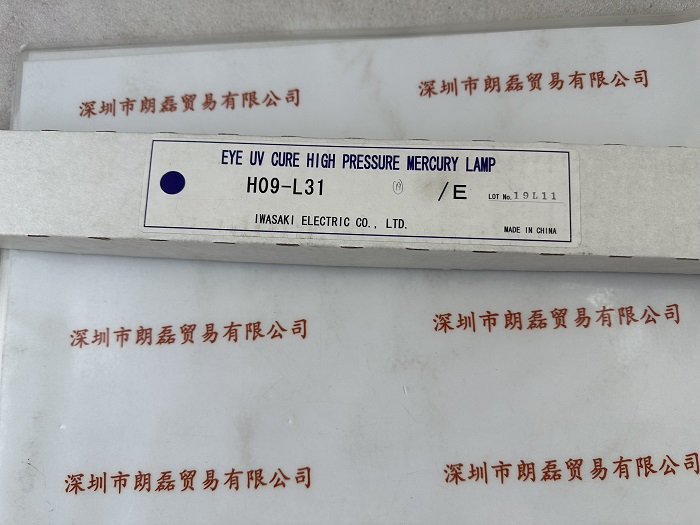 深圳市朗磊贸易有限公司
深圳市朗磊贸易有限公司
EYE UV CURE HIGH PRESSURE MERCURY LAMP
H09-L31 /E LOT No. 19L11
IWASAKI ELECTRIC CO., LTD.
MADE IN CHINA
深圳市朗磊贸易有限公司
深圳市朗磊贸易有限公司
深圳市朗磊贸易有限公司
深圳市朗磊贸易有限公司